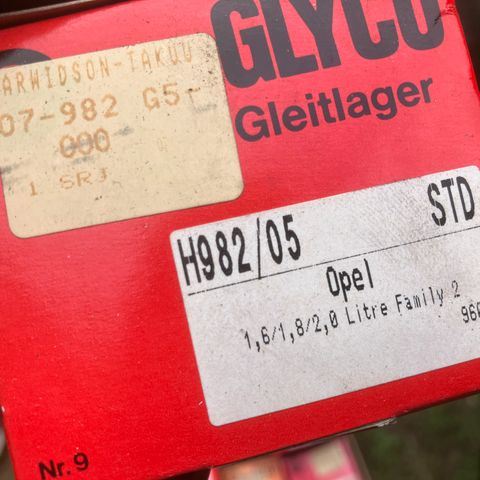 GLYCO
Gleitlager
ARWIDSON-TAKUU
07-982 G5-
000
1 SRJ
H982/05 STD
Opel
1,6/1,8/2,0 Litre Family 2
960
Nr. 9